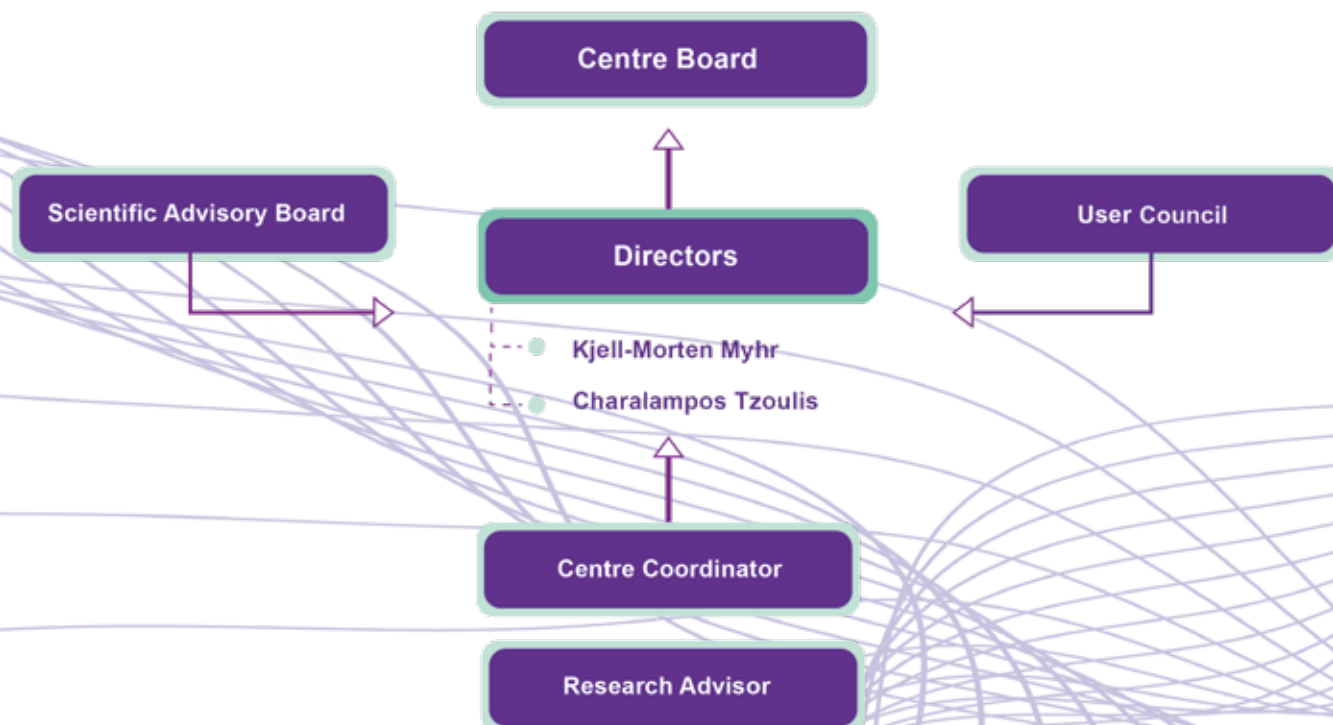 Centre Board
Scientific Advisory Board
User Council
Directors
Kjell-Morten Myhr
Charalampos Tzoulis
Centre Coordinator
Research Advisor